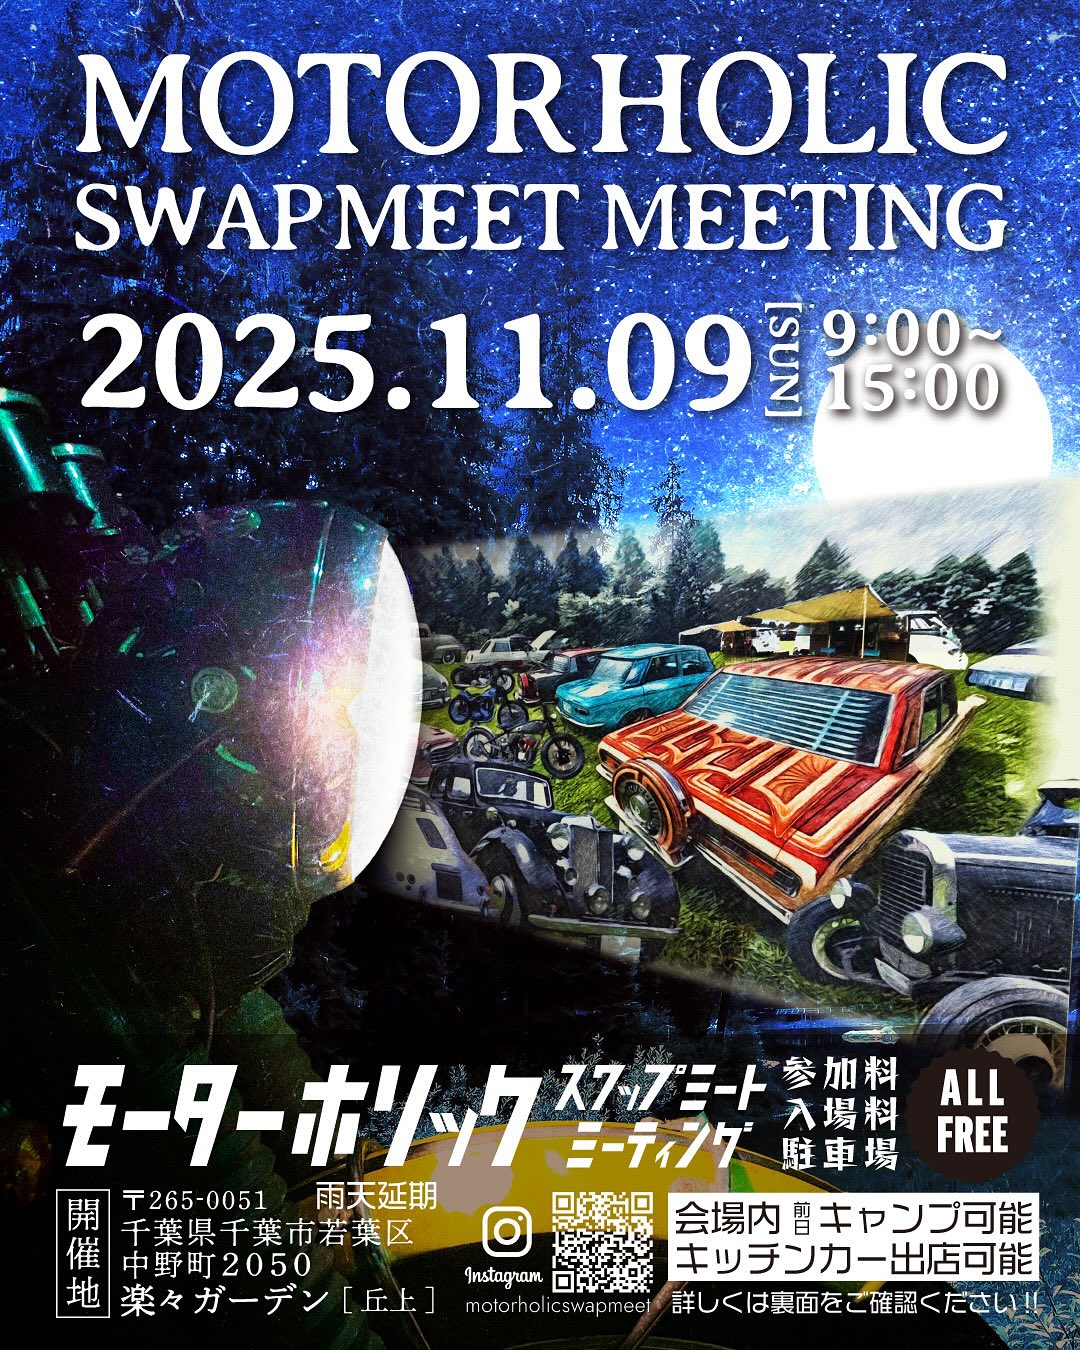 MOTOR HOLIC
SWAPMEET MEETING
2025.11.09 [SUN] 9:00~
15:00
モーターホリック
スワップミート
ミーティング
参加料
入場料
駐車場
ALL
FREE
開催地
〒265-0051 雨天延期
千葉県千葉市若葉区
中野町2050
楽々ガーデン [丘上]
Instagram
motorholicswapmeet
会場内前日キャンプ可能
キッチンカー出店可能
詳しくは裏面をご確認ください!!